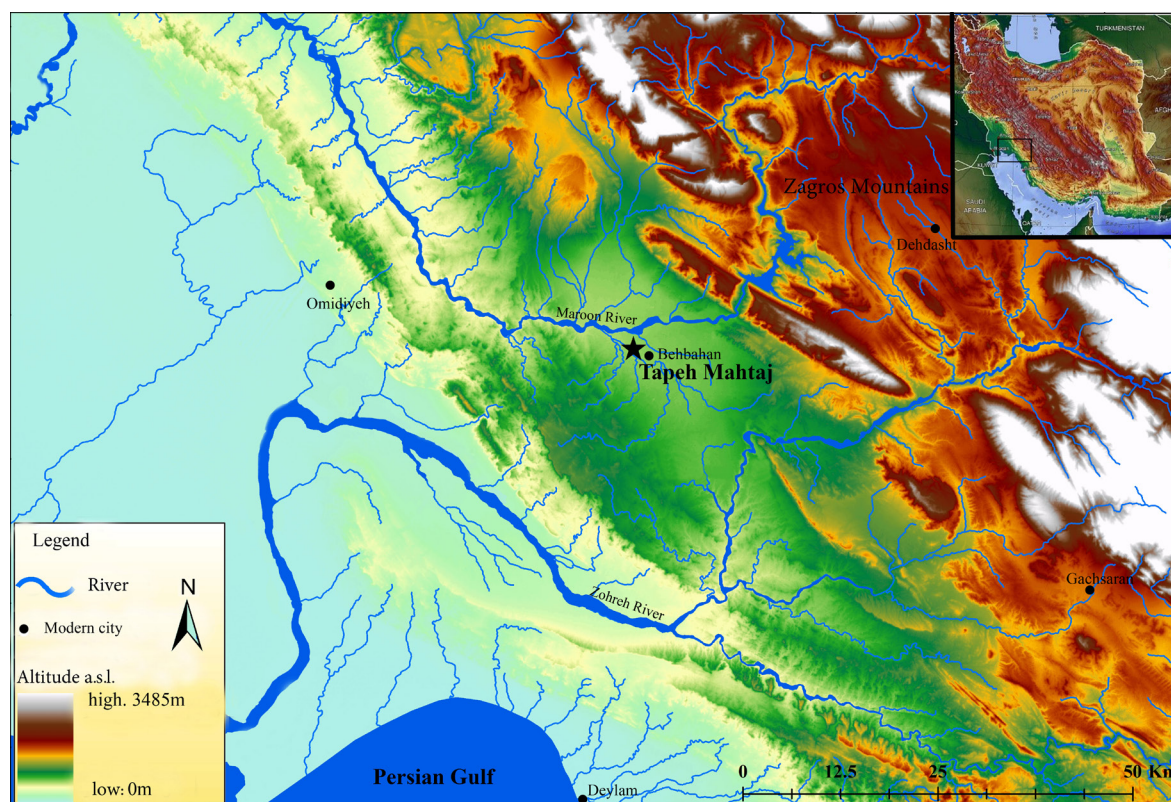 TURKMENISTAN
Zagros Mountains
Dehdasht
SAUDI
ARABIA
Omidiyeh
Maroon River
Behbahan
Tapeh Mahtaj
Legend
River
N
Modern city
Zohreh River
Gachsaran
Altitude a.s.l.
high. 3485m
low: 0m
Persian Gulf
Deylam
0 12.5 25 50 Km